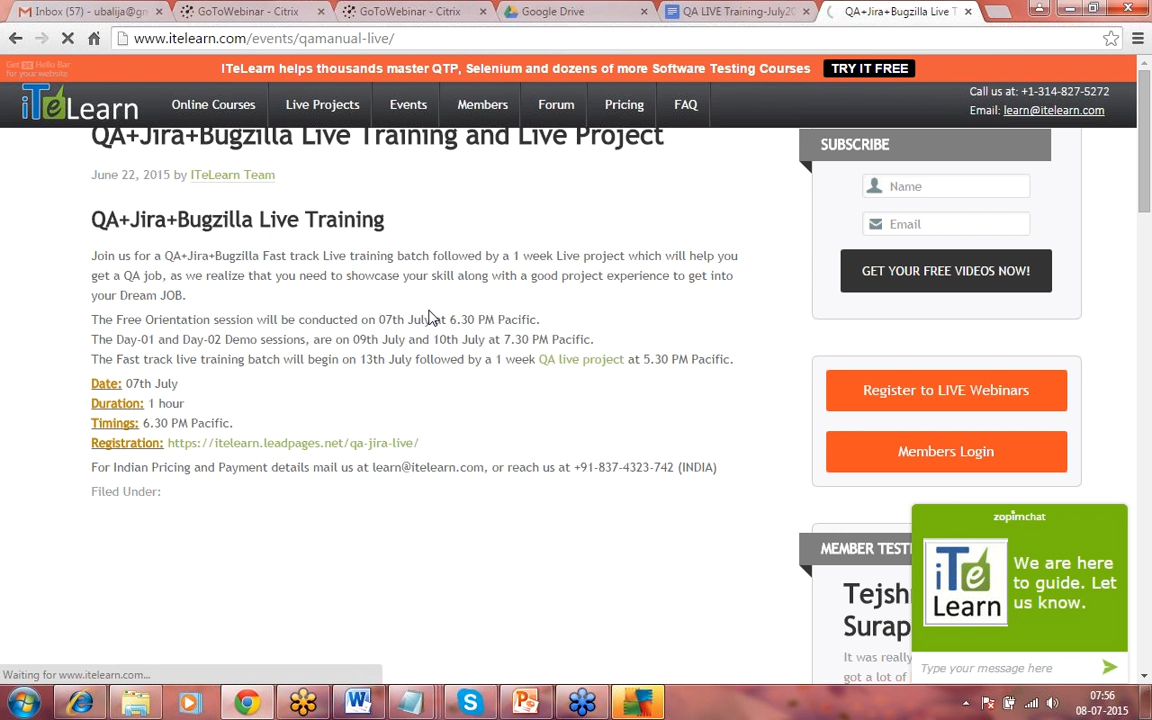 Inbox (57) - ubalija@gm
GoToWebinar - Citrix
GoToWebinar - Citrix
Google Drive
QA LIVE Training-July20
QA+Jira+Bugzilla Live T
www.itelearn.com/events/qamanual-live/
Get Hello Bar
for your website
ITeLearn helps thousands master QTP, Selenium and dozens of more Software Testing Courses
TRY IT FREE
iTeLearn
Online Courses
Live Projects
Events
Members
Forum
Pricing
FAQ
Call us at: +1-314-827-5272
Email: learn@itelearn.com
QA+Jira+Bugzilla Live Training and Live Project
June 22, 2015 by ITeLearn Team
QA+Jira+Bugzilla Live Training
Join us for a QA+Jira+Bugzilla Fast track Live training batch followed by a 1 week Live project which will help you
get a QA job, as we realize that you need to showcase your skill along with a good project experience to get into
your Dream JOB.
The Free Orientation session will be conducted on 07th July at 6.30 PM Pacific.
The Day-01 and Day-02 Demo sessions, are on 09th July and 10th July at 7.30 PM Pacific.
The Fast track live training batch will begin on 13th July followed by a 1 week QA live project at 5.30 PM Pacific.
Date: 07th July
Duration: 1 hour
Timings: 6.30 PM Pacific.
Registration: https://itelearn.leadpages.net/qa-jira-live/
For Indian Pricing and Payment details mail us at learn@itelearn.com, or reach us at +91-837-4323-742 (INDIA)
Filed Under:
SUBSCRIBE
Name
Email
GET YOUR FREE VIDEOS NOW!
Register to LIVE Webinars
Members Login
MEMBER TEST
Tejshr
Surap
It was really
got a lot of
zopimchat
iTe
Learn
We are here
to guide. Let
us know.
Type your message here
Waiting for www.itelearn.com...
07:56
08-07-2015